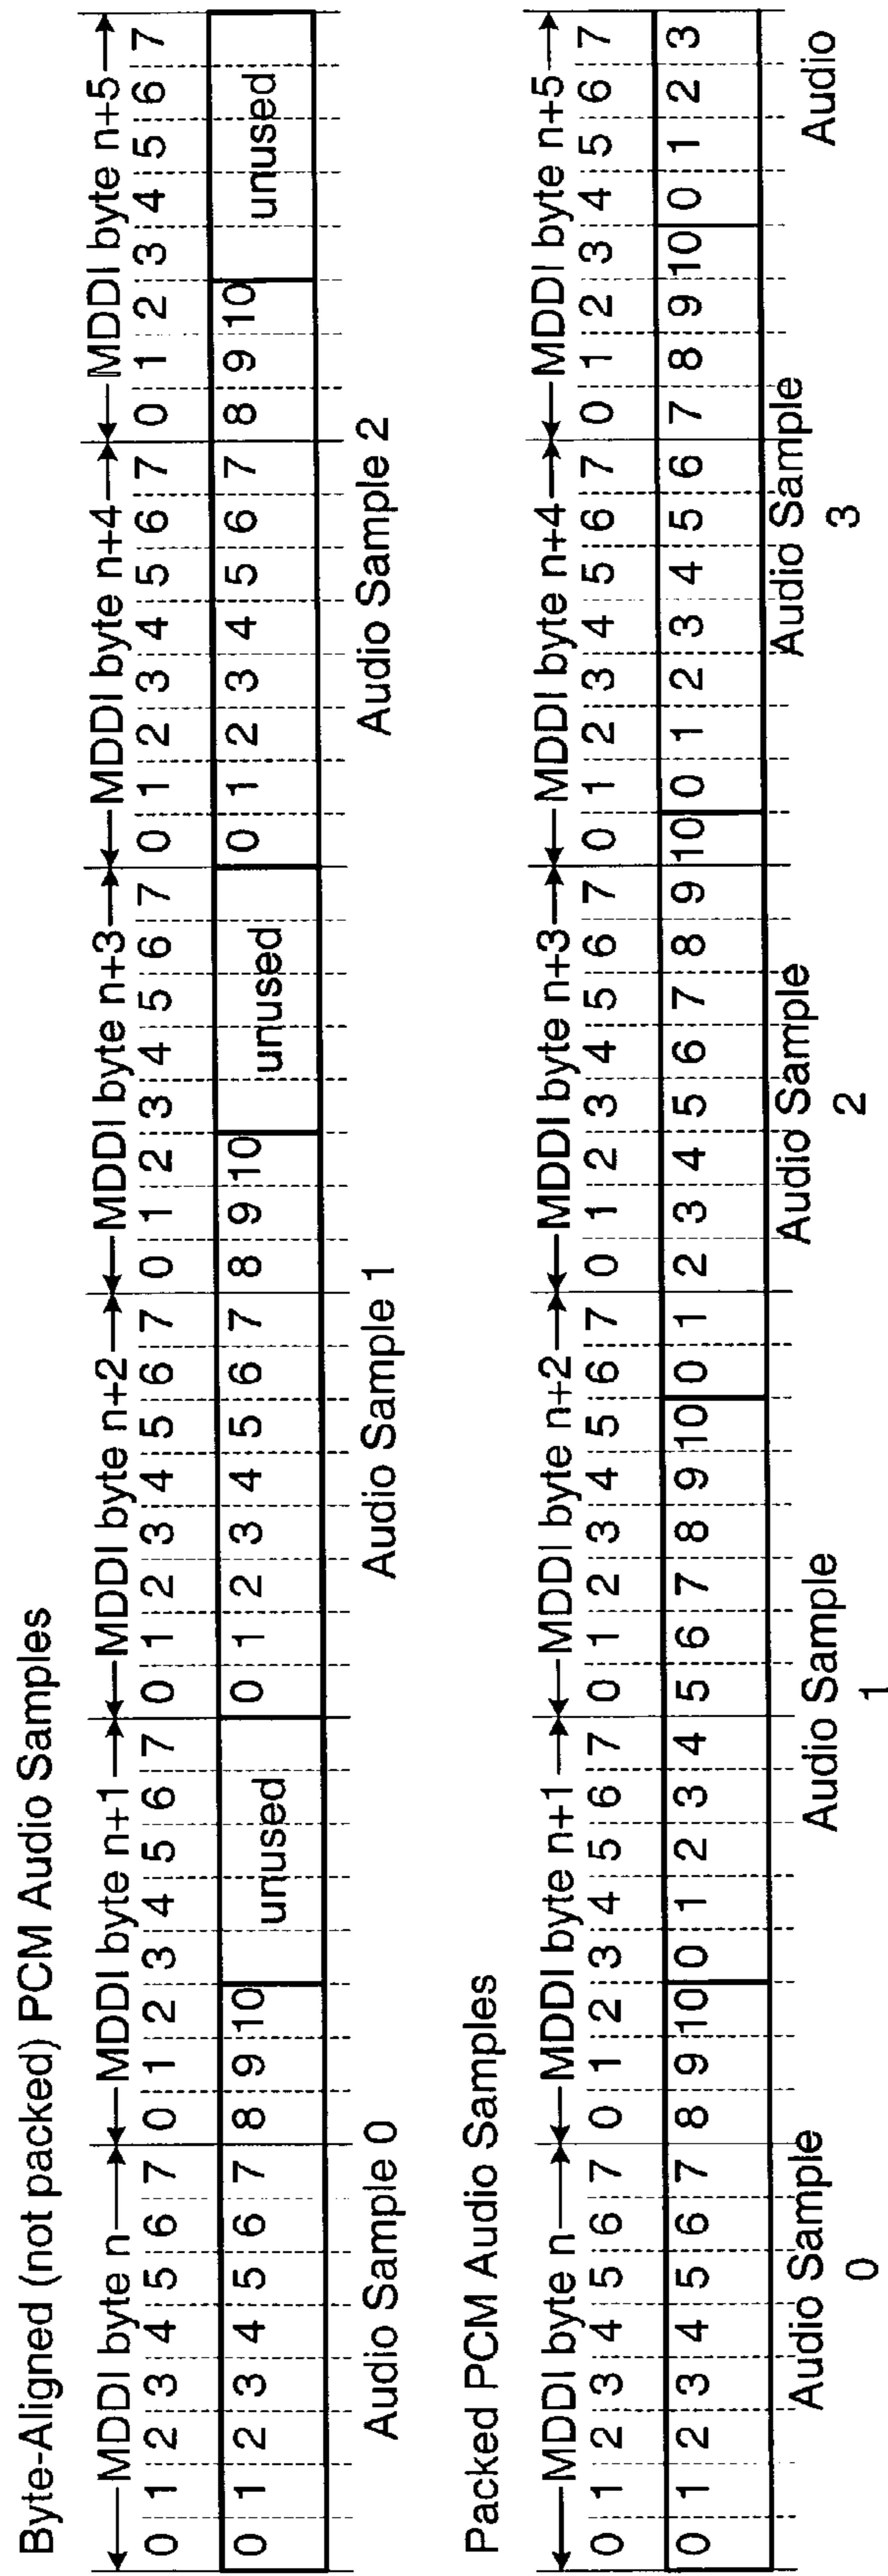 Byte-Aligned (not packed) PCM Audio Samples
MDDI byte n MDDI byte n+1 MDDI byte n+2 MDDI byte n+3 MDDI byte n+4 MDDI byte n+5
0 1 2 3 4 5 6 7 0 1 2 3 4 5 6 7 0 1 2 3 4 5 6 7 0 1 2 3 4 5 6 7 0 1 2 3 4 5 6 7 0 1 2 3 4 5 6 7
0 1 2 3 4 5 6 7 8 9 10 unused 0 1 2 3 4 5 6 7 8 9 10 unused 0 1 2 3 4 5 6 7 8 9 10 unused
Audio Sample 0 Audio Sample 1 Audio Sample 2
Packed PCM Audio Samples
MDDI byte n MDDI byte n+1 MDDI byte n+2 MDDI byte n+3 MDDI byte n+4 MDDI byte n+5
0 1 2 3 4 5 6 7 0 1 2 3 4 5 6 7 0 1 2 3 4 5 6 7 0 1 2 3 4 5 6 7 0 1 2 3 4 5 6 7 0 1 2 3 4 5 6 7
0 1 2 3 4 5 6 7 8 9 10 0 1 2 3 4 5 6 7 8 9 10 0 1 2 3 4 5 6 7 8 9 10 0 1 2 3 4 5 6 7 8 9 10 0 1 2 3
Audio Sample Audio Sample Audio Sample Audio Sample Audio
0 1 2 3